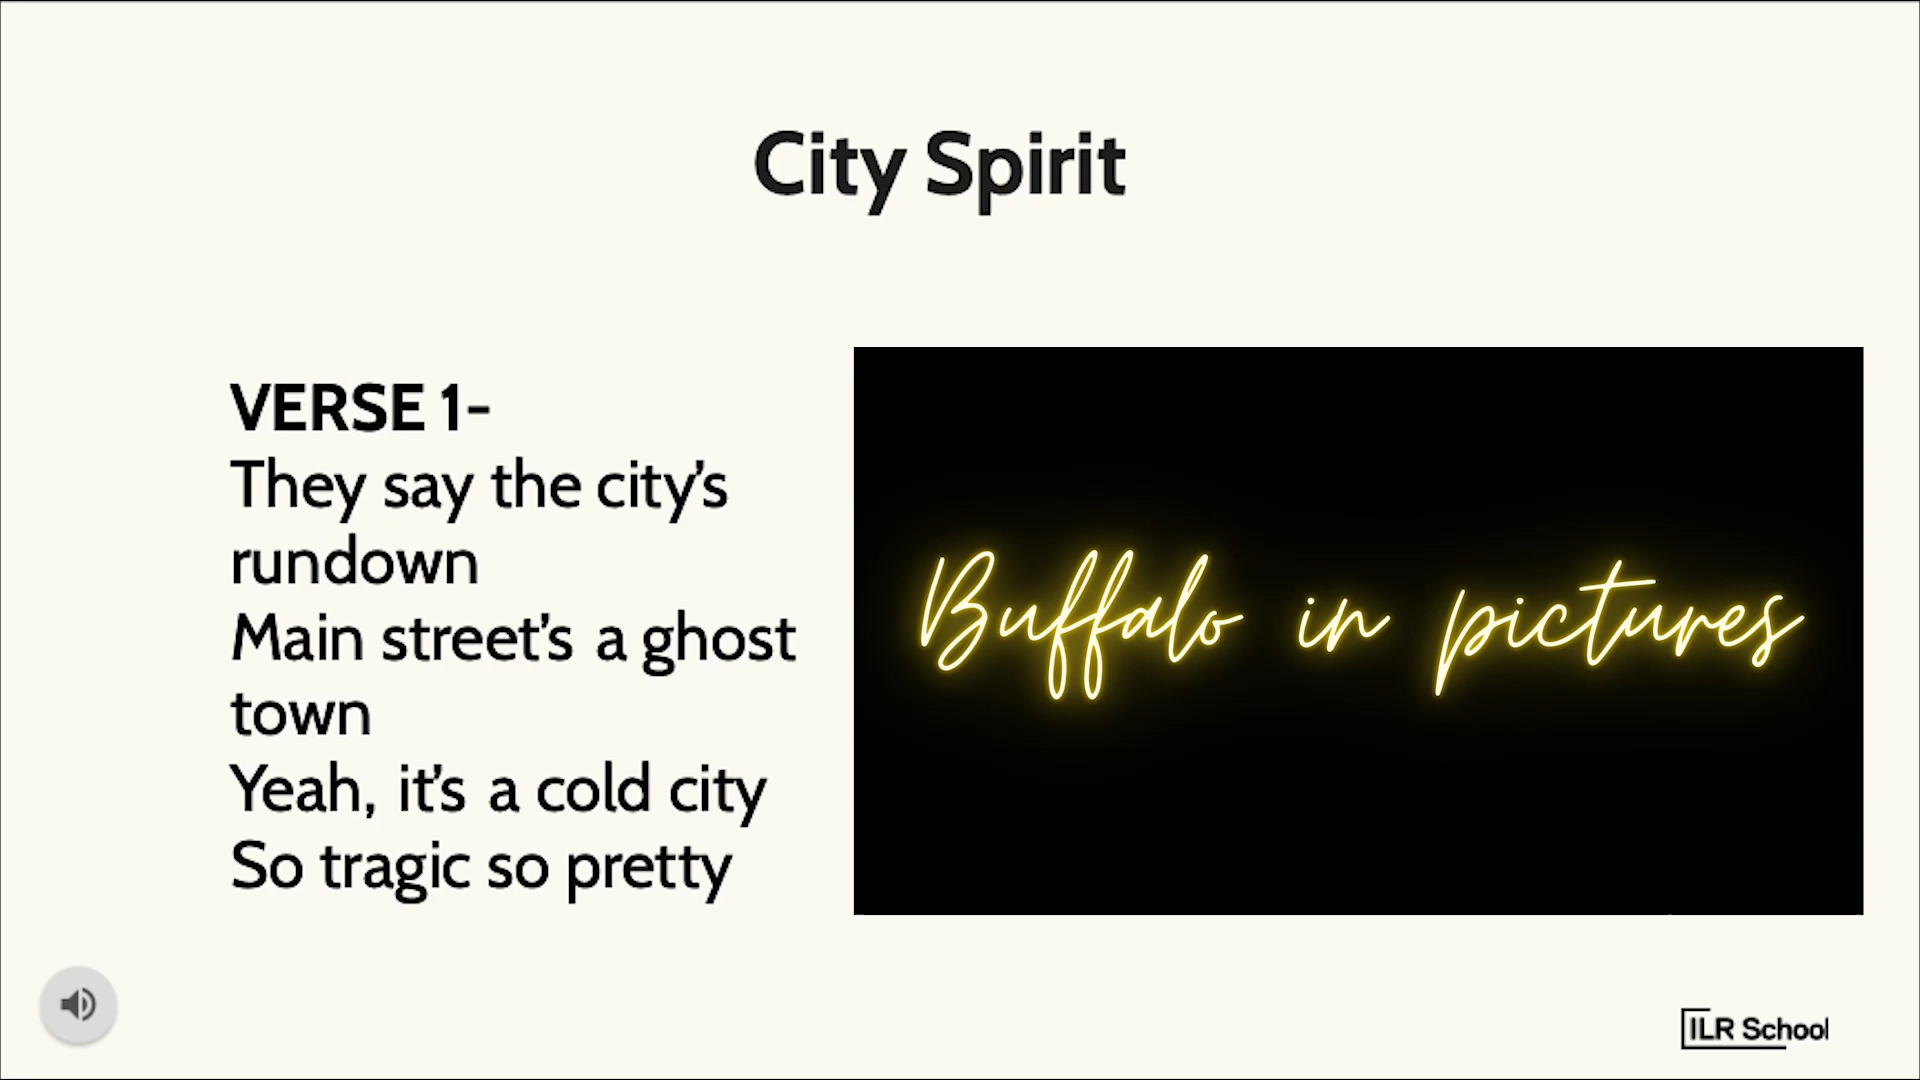 City Spirit
VERSE 1-
They say the city's
rundown
Main street's a ghost
town
Yeah, it's a cold city
So tragic so pretty
Buffalo in pictures
ILR School